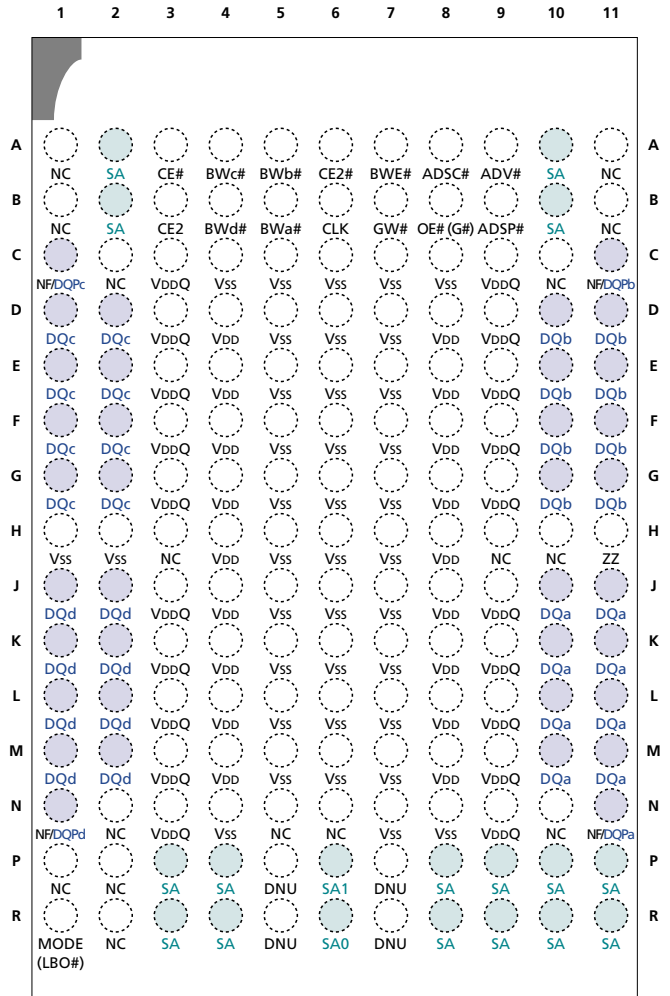 1 2 3 4 5 6 7 8 9 10 11
A A
NC SA CE# BWc# BWb# CE2# BWE# ADSC# ADV# SA NC
B B
NC SA CE2 BWd# BWa# CLK GW# OE# (G#) ADSP# SA NC
C C
NF/DQPc NC VDDQ VSS VSS VSS VSS VSS VDDQ NC NF/DQPb
D D
DQc DQc VDDQ VDD VSS VSS VSS VDD VDDQ DQb DQb
E E
DQc DQc VDDQ VDD VSS VSS VSS VDD VDDQ DQb DQb
F F
DQc DQc VDDQ VDD VSS VSS VSS VDD VDDQ DQb DQb
G G
DQc DQc VDDQ VDD VSS VSS VSS VDD VDDQ DQb DQb
H H
Vss Vss NC VDD VSS VSS VSS VDD NC NC ZZ
J J
DQd DQd VDDQ VDD VSS VSS VSS VDD VDDQ DQa DQa
K K
DQd DQd VDDQ VDD VSS VSS VSS VDD VDDQ DQa DQa
L L
DQd DQd VDDQ VDD VSS VSS VSS VDD VDDQ DQa DQa
M M
DQd DQd VDDQ VDD VSS VSS VSS VDD VDDQ DQa DQa
N N
NF/DQPd NC VDDQ VSS NC NC VSS VSS VDDQ NC NF/DQPa
P P
NC NC SA SA DNU SA1 DNU SA SA SA SA
R R
MODE NC SA SA DNU SA0 DNU SA SA SA SA
(LBO#)